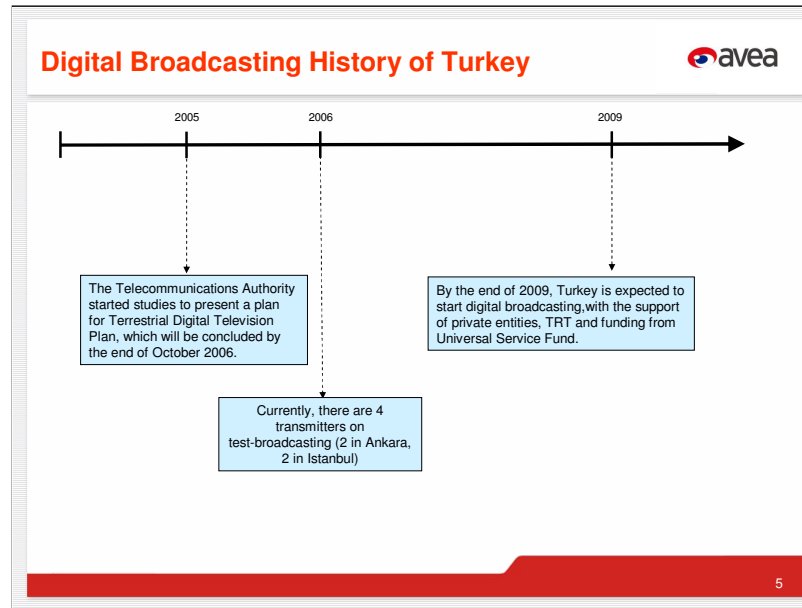 Digital Broadcasting History of Turkey
avea
2005
2006
2009
The Telecommunications Authority
started studies to present a plan
for Terrestrial Digital Television
Plan, which will be concluded by
the end of October 2006.
By the end of 2009, Turkey is expected to
start digital broadcasting,with the support
of private entities, TRT and funding from
Universal Service Fund.
Currently, there are 4
transmitters on
test-broadcasting (2 in Ankara,
2 in Istanbul)
5